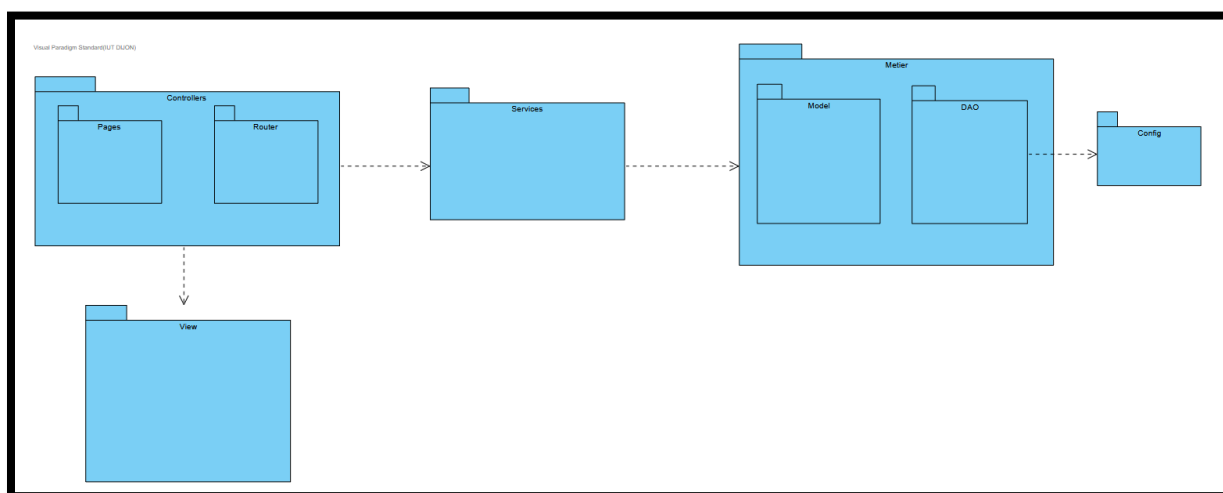 Visual Paradigm Standard(IUT DIJON)
Controllers
Pages
Router
Services
Metier
Model
DAO
Config
View